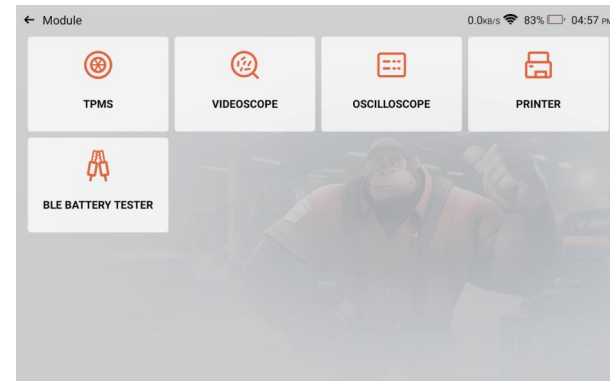 ← Module 0.0KB/S 83% 04:57 PM
TPMS VIDEOSCOPE OSCILLOSCOPE PRINTER
BLE BATTERY TESTER